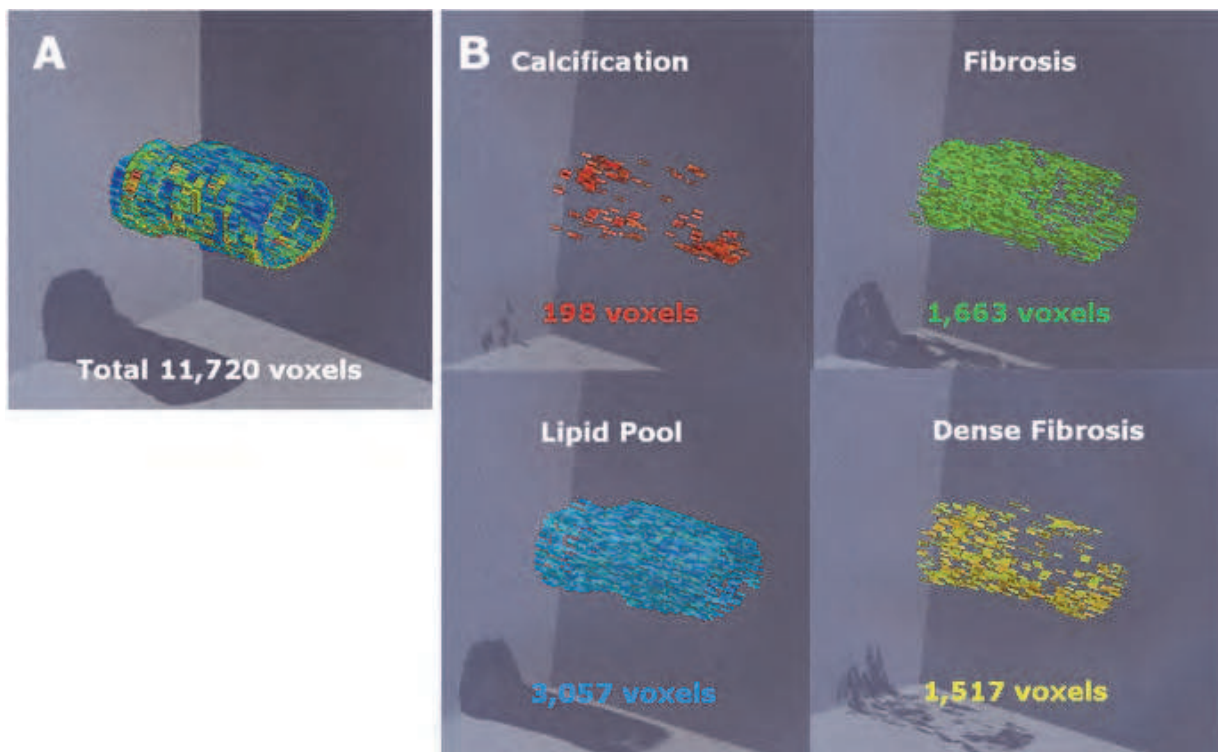 A
Total 11,720 voxels
B
Calcification
198 voxels
Fibrosis
1,663 voxels
Lipid Pool
3,057 voxels
Dense Fibrosis
1,517 voxels